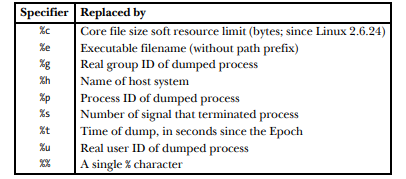 Specifier Replaced by
%c Core file size soft resource limit (bytes; since Linux 2.6.24)
%e Executable filename (without path prefix)
%g Real group ID of dumped process
%h Name of host system
%p Process ID of dumped process
%s Number of signal that terminated process
%t Time of dump, in seconds since the Epoch
%u Real user ID of dumped process
%% A single % character